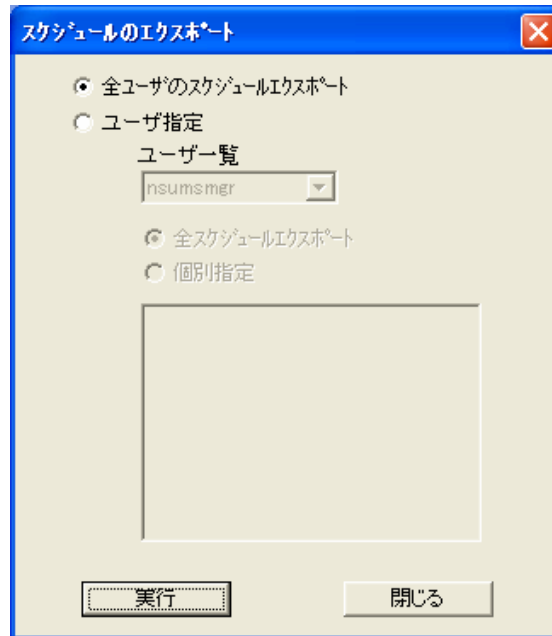 ｽｹｼﾞｭｰﾙのｴｸｽﾎﾟｰﾄ
全ﾕｰｻﾞのｽｹｼﾞｭｰﾙｴｸｽﾎﾟｰﾄ
ユーザ指定
ユーザ一覧
nsumsmgr
全ｽｹｼﾞｭｰﾙｴｸｽﾎﾟｰﾄ
個別指定
実行
閉じる